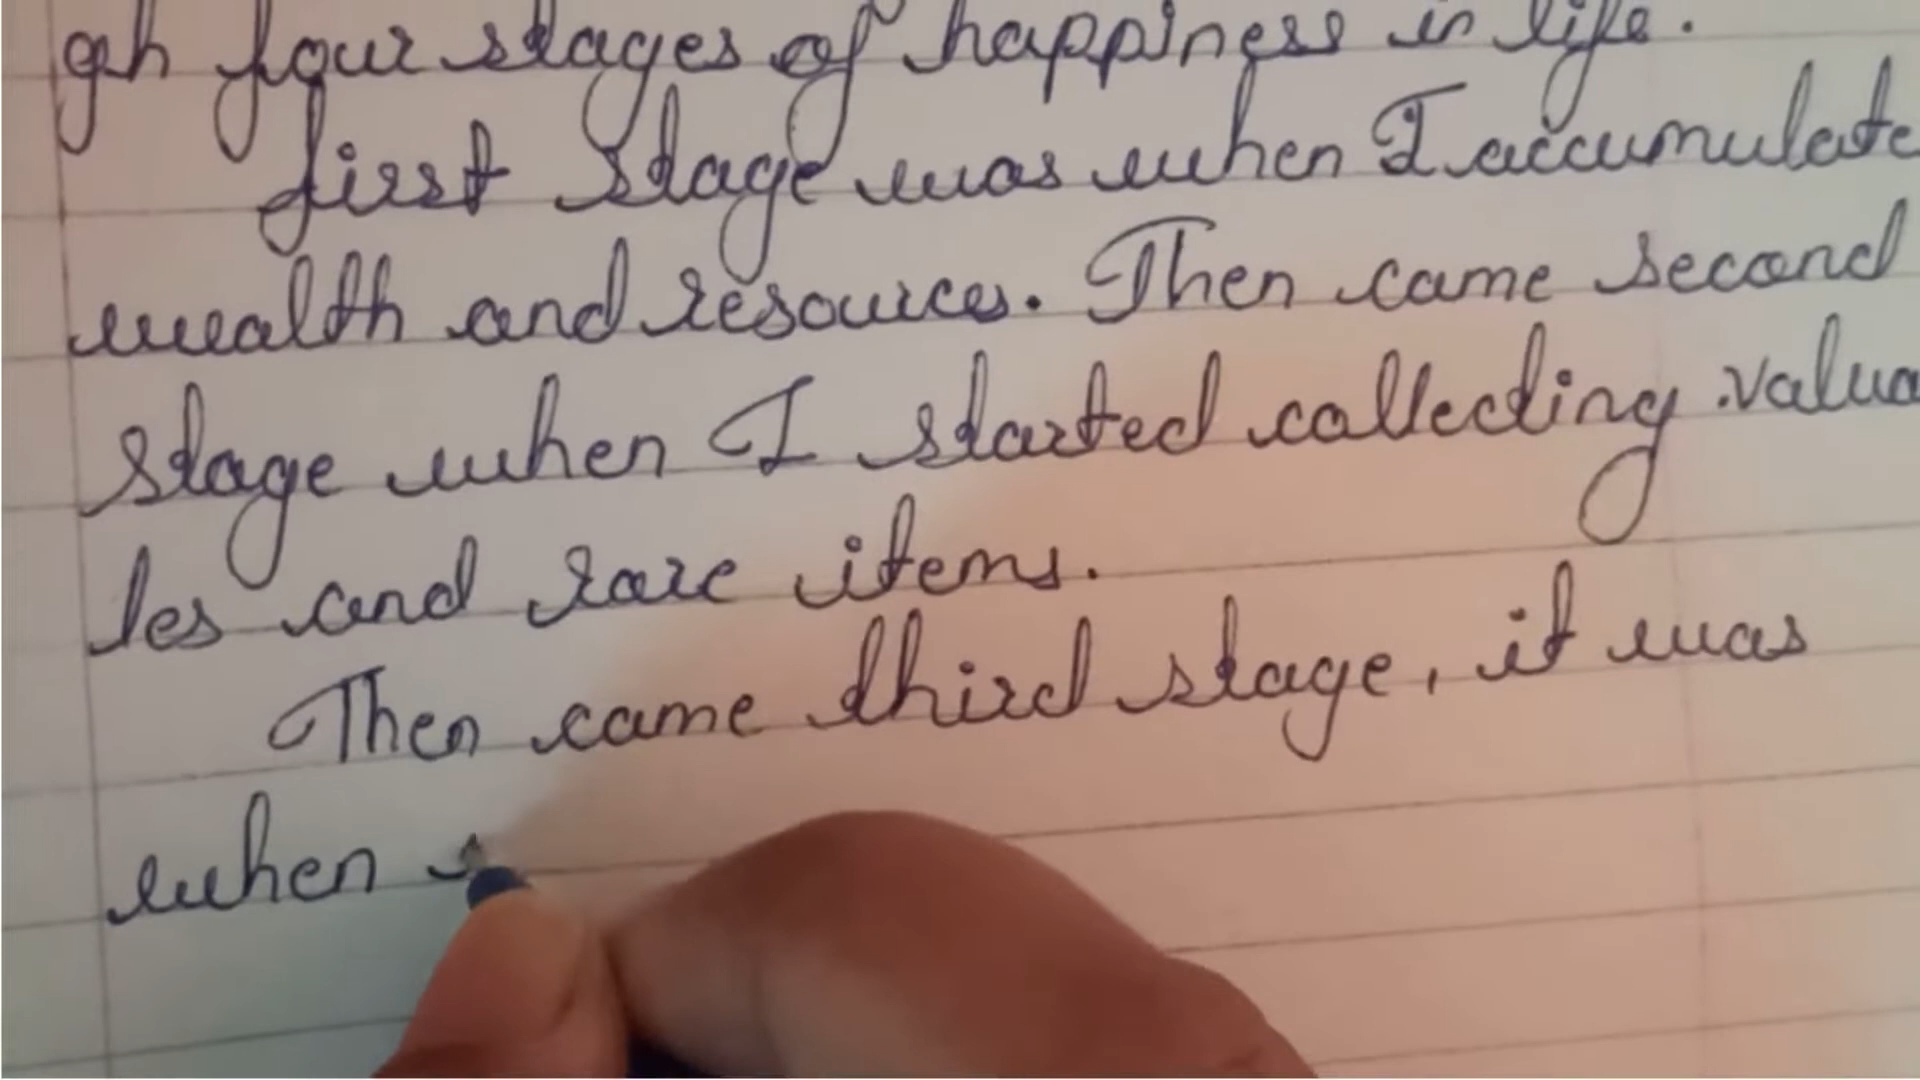 gh four stages of happiness in life.
first stage was when I accumulate
wealth and resources. Then came second
stage when I started collecting valua
les and rare items.
Then came third stage, it was
when